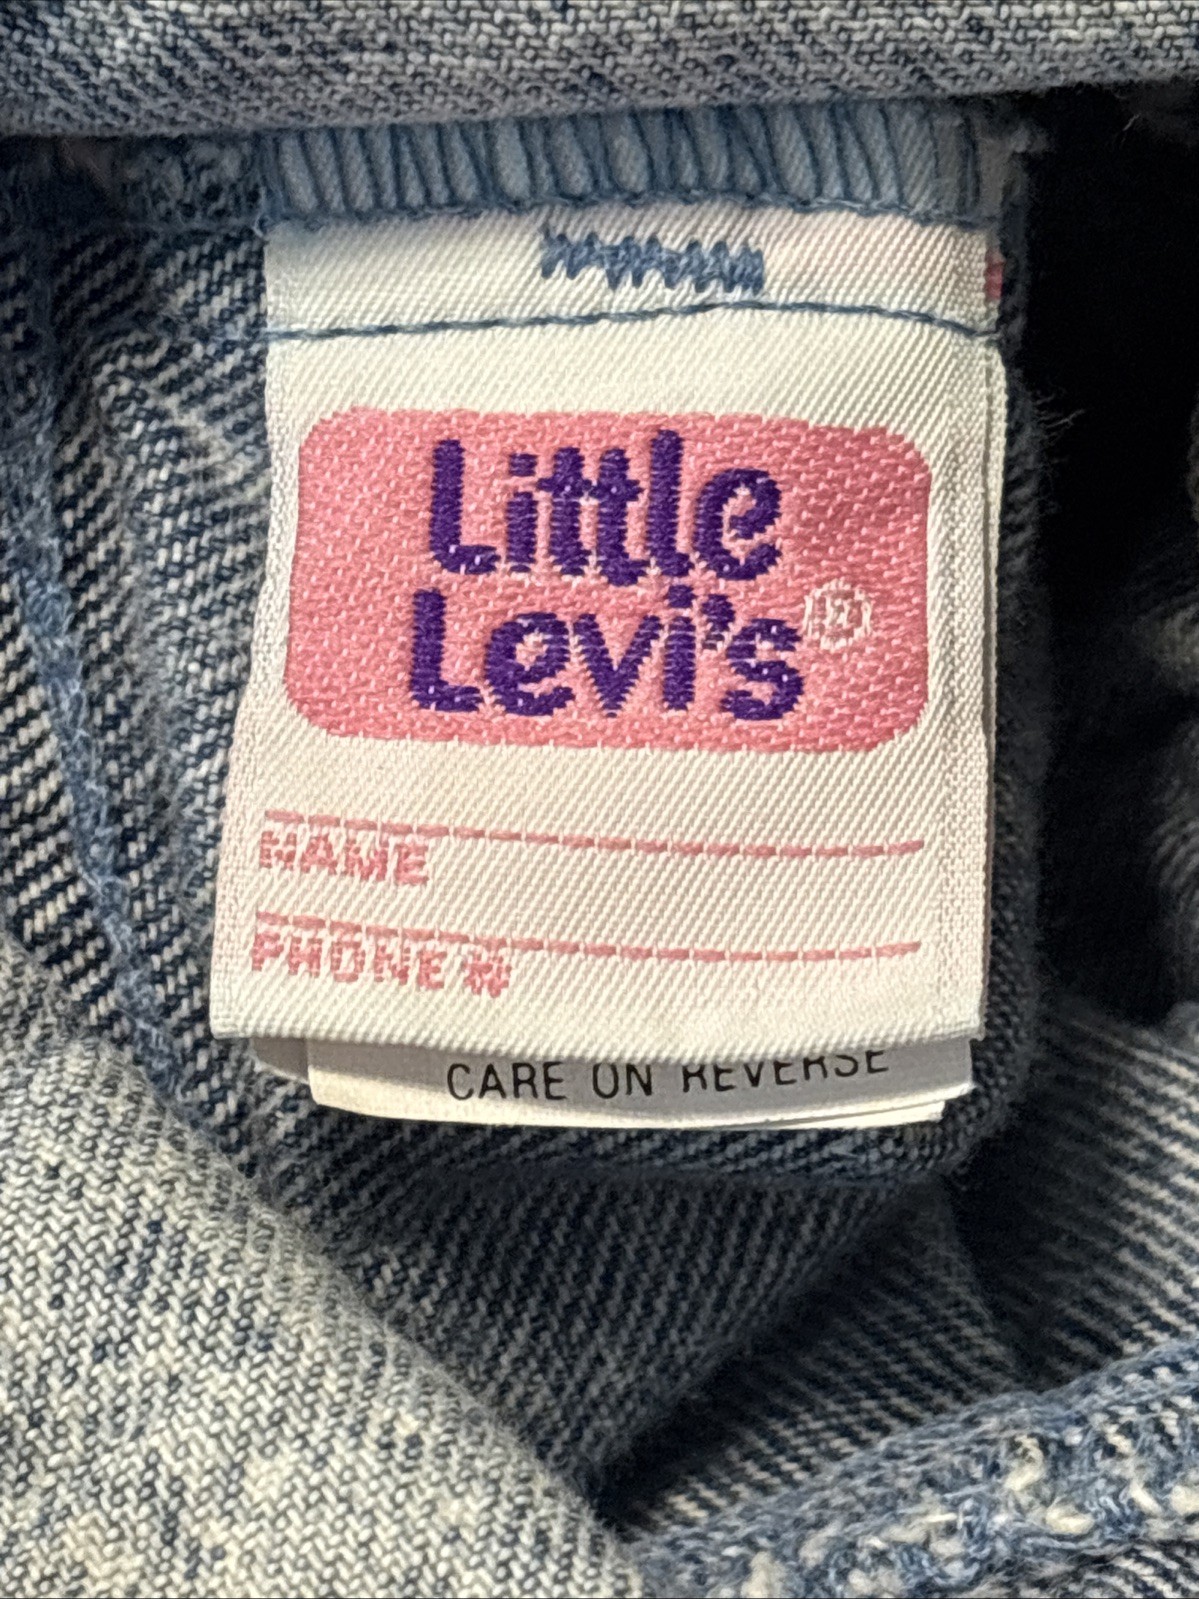 Little
Levi's®
NAME
PHONE #
CARE ON REVERSE